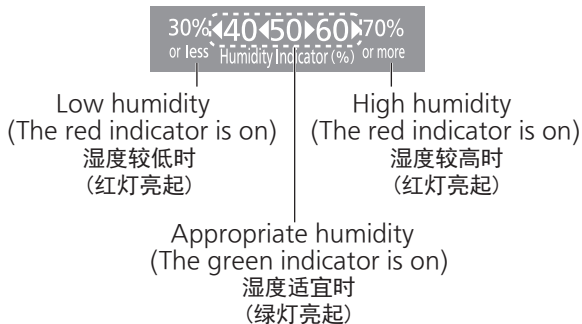 30%◀40◀50▶60▶70%
or less Humidity Indicator (%) or more
Low humidity
(The red indicator is on)
湿度较低时
（红灯亮起）
High humidity
(The red indicator is on)
湿度较高时
（红灯亮起）
Appropriate humidity
(The green indicator is on)
湿度适宜时
（绿灯亮起）